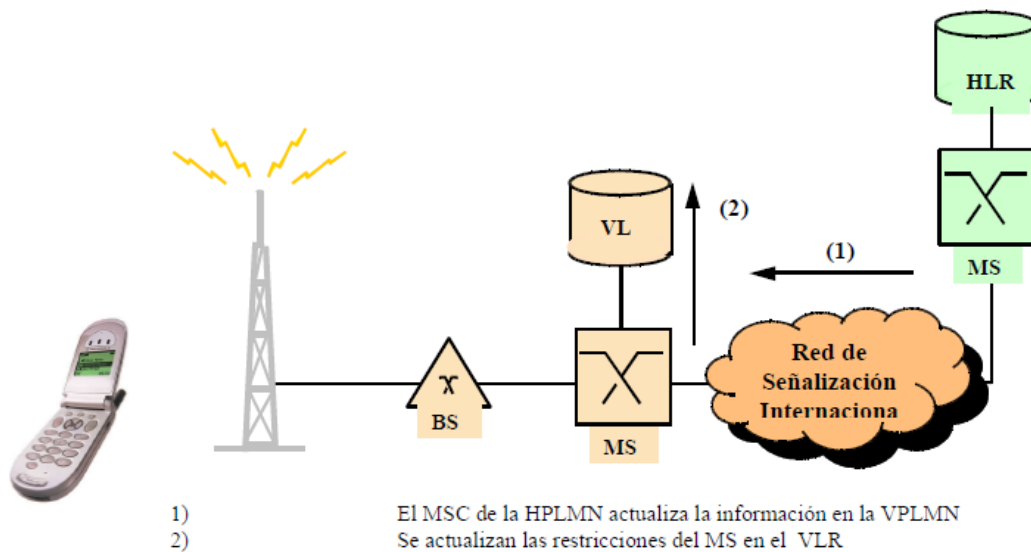 HLR
VL
(2)
(1)
MS
Red de
Señalización
Internaciona
BS
MS
1) El MSC de la HPLMN actualiza la información en la VPLMN
2) Se actualizan las restricciones del MS en el VLR